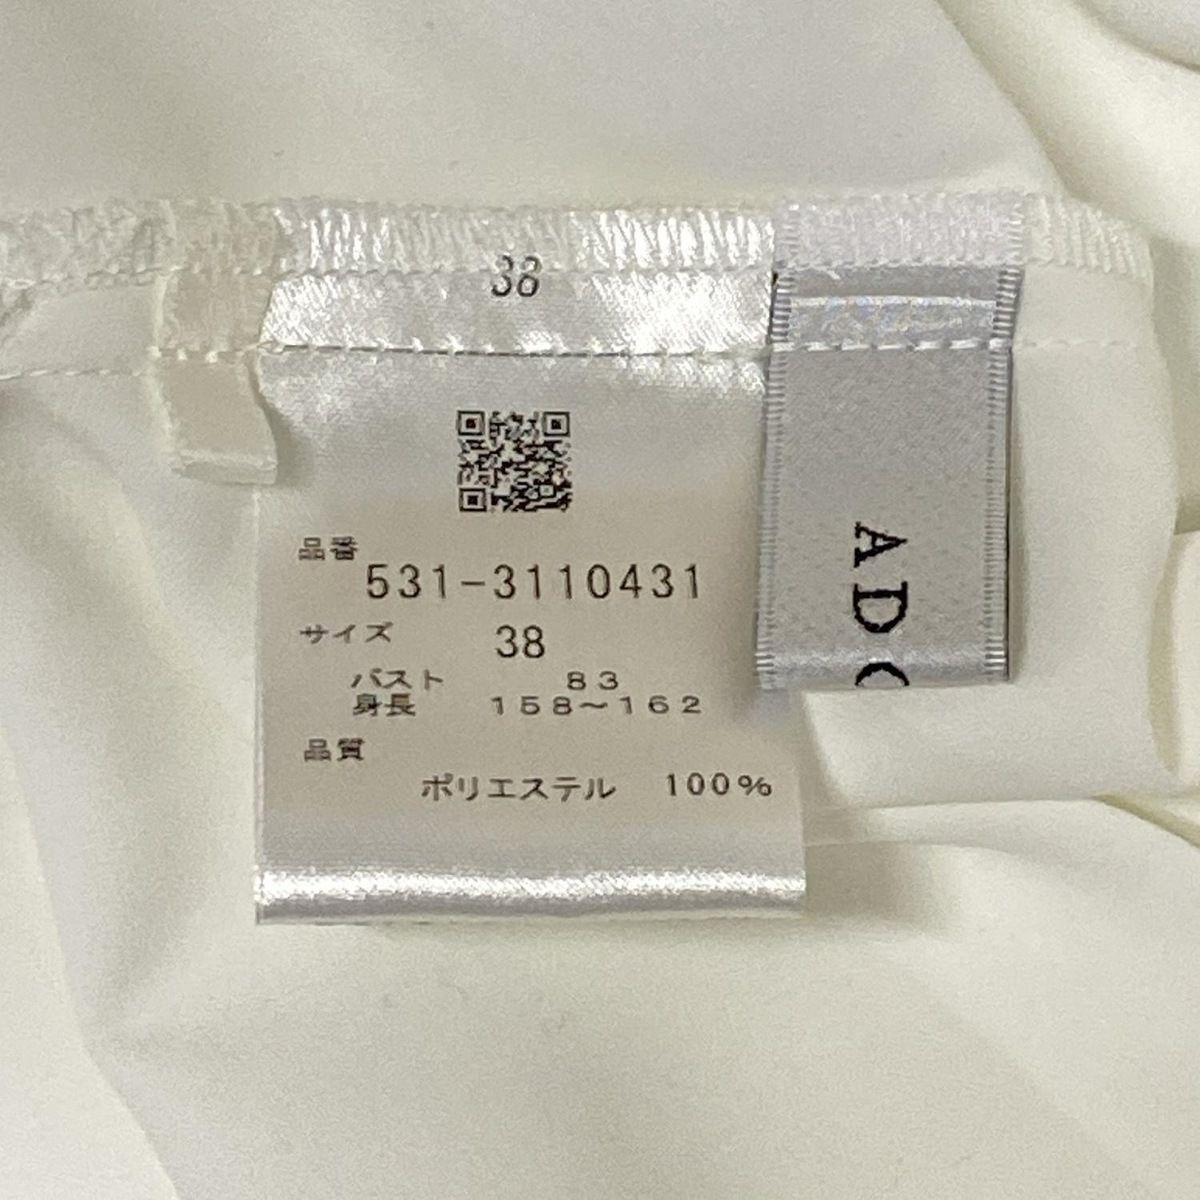 38
品番
531-3110431
サイズ 38
バスト 83
身長 158〜162
品質
ポリエステル 100%
AD